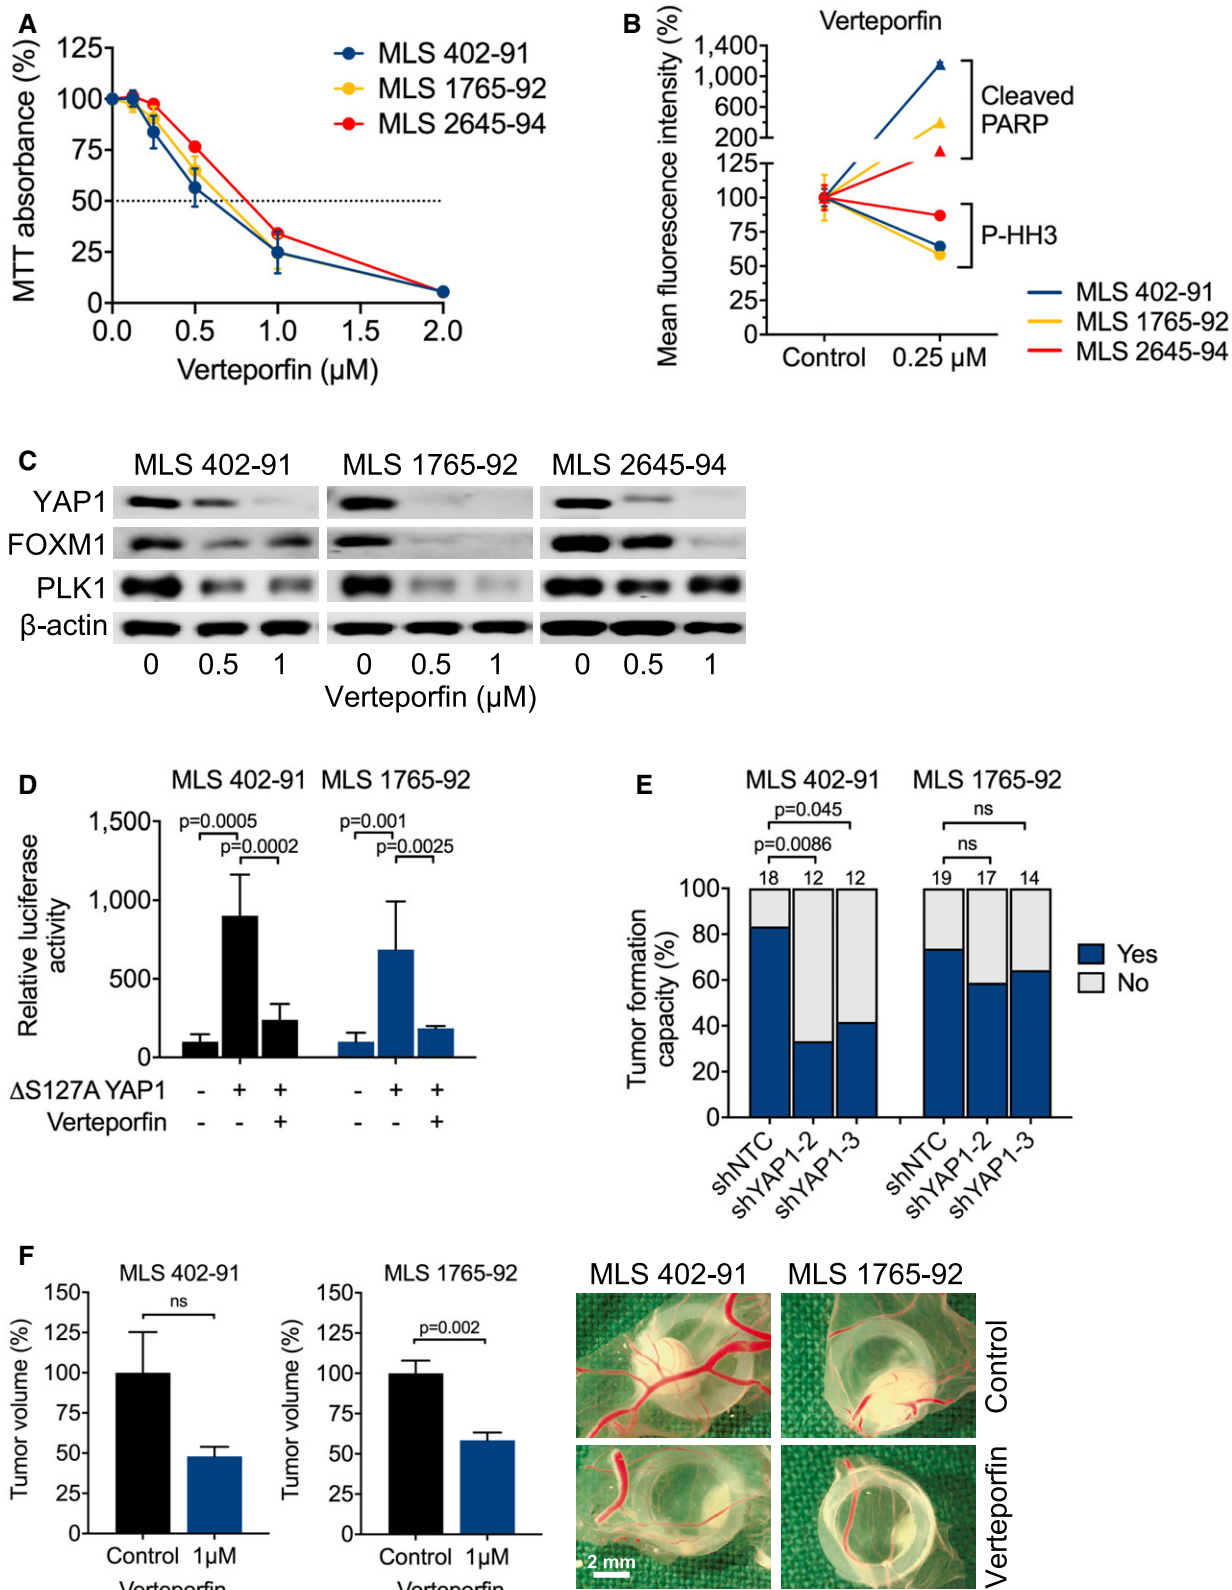 A
MTT absorbance (%)
125
100
75
50
25
0
0.0
0.5
1.0
1.5
2.0
Verteporfin (μM)
MLS 402-91
MLS 1765-92
MLS 2645-94
B
Verteporfin
Mean fluorescence intensity (%)
1,400
1,000
600
200
125
100
75
50
25
0
Control 0.25 μM
Cleaved
PARP
P-HH3
MLS 402-91
MLS 1765-92
MLS 2645-94
C
MLS 402-91 MLS 1765-92 MLS 2645-94
YAP1
FOXM1
PLK1
β-actin
0 0.5 1 0 0.5 1 0 0.5 1
Verteporfin (μM)
D
MLS 402-91 MLS 1765-92
Relative luciferase
activity
1,500
1,000
500
0
p=0.0005
p=0.0002
p=0.001
p=0.0025
ΔS127A YAP1 - + + - + +
Verteporfin - - + - - +
E
MLS 402-91 MLS 1765-92
p=0.045
p=0.0086
ns
ns
18 12 12 19 17 14
Tumor formation
capacity (%)
100
80
60
40
20
0
shNTC
shYAP1-2
shYAP1-3
shNTC
shYAP1-2
shYAP1-3
Yes
No
F
MLS 402-91
Tumor volume (%)
150
125
100
75
50
25
0
ns
Control 1μM
Verteporfin
MLS 1765-92
Tumor volume (%)
150
125
100
75
50
25
0
p=0.002
Control 1μM
Verteporfin
MLS 402-91 MLS 1765-92
Control
Verteporfin
2 mm